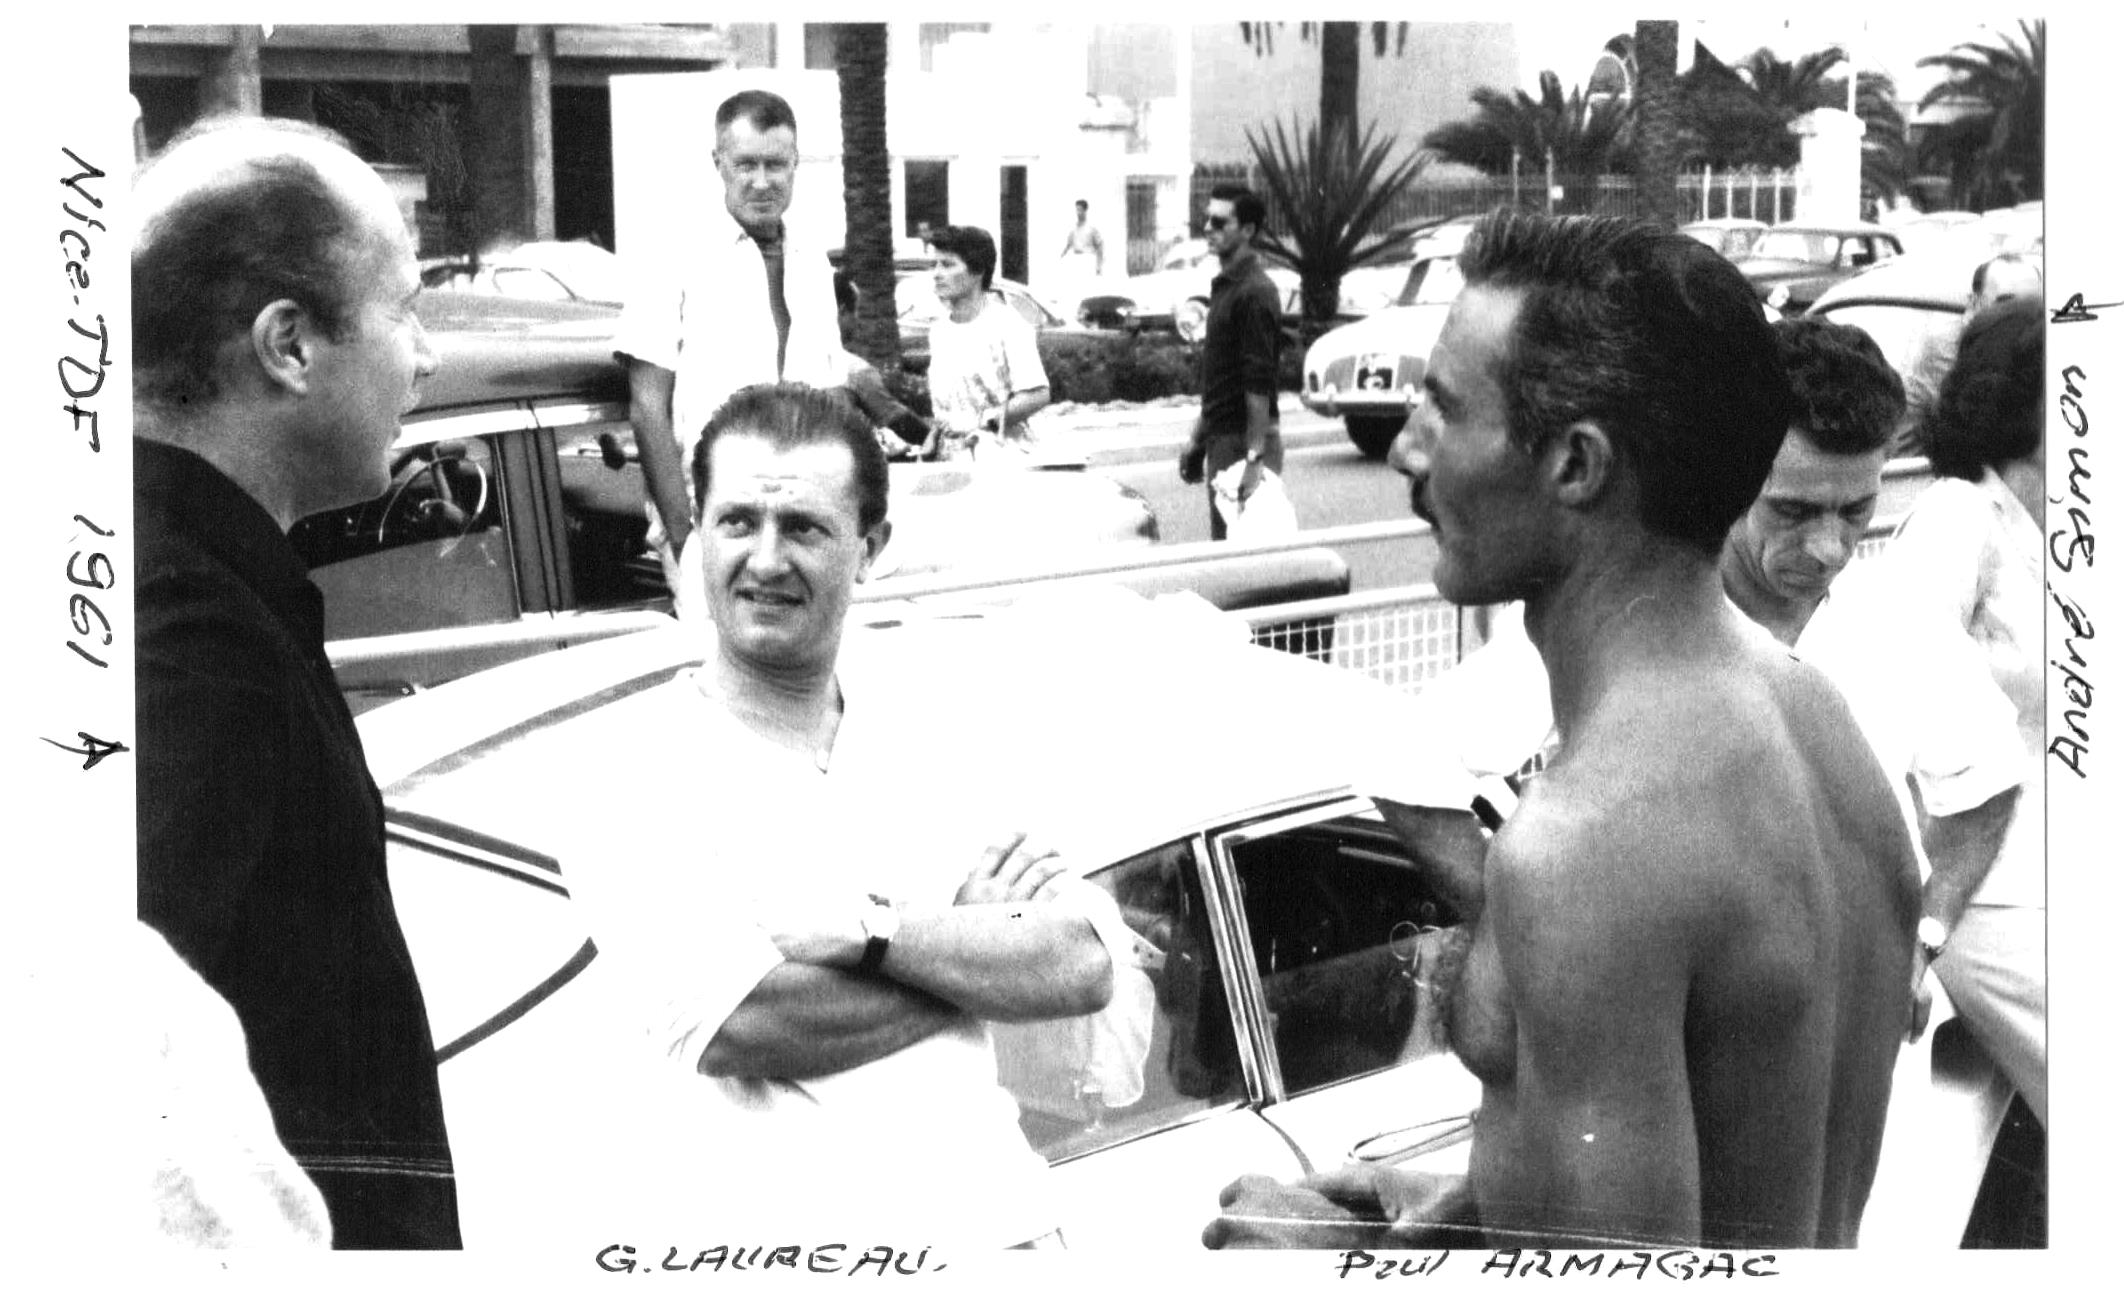 Nice. TDF 1961
André Simon
G. LAUREAU.
Paul ARMAGAC